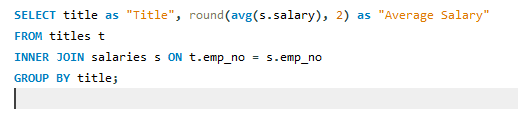 SELECT title as "Title", round(avg(s.salary), 2) as "Average Salary"
FROM titles t
INNER JOIN salaries s ON t.emp_no = s.emp_no
GROUP BY title;